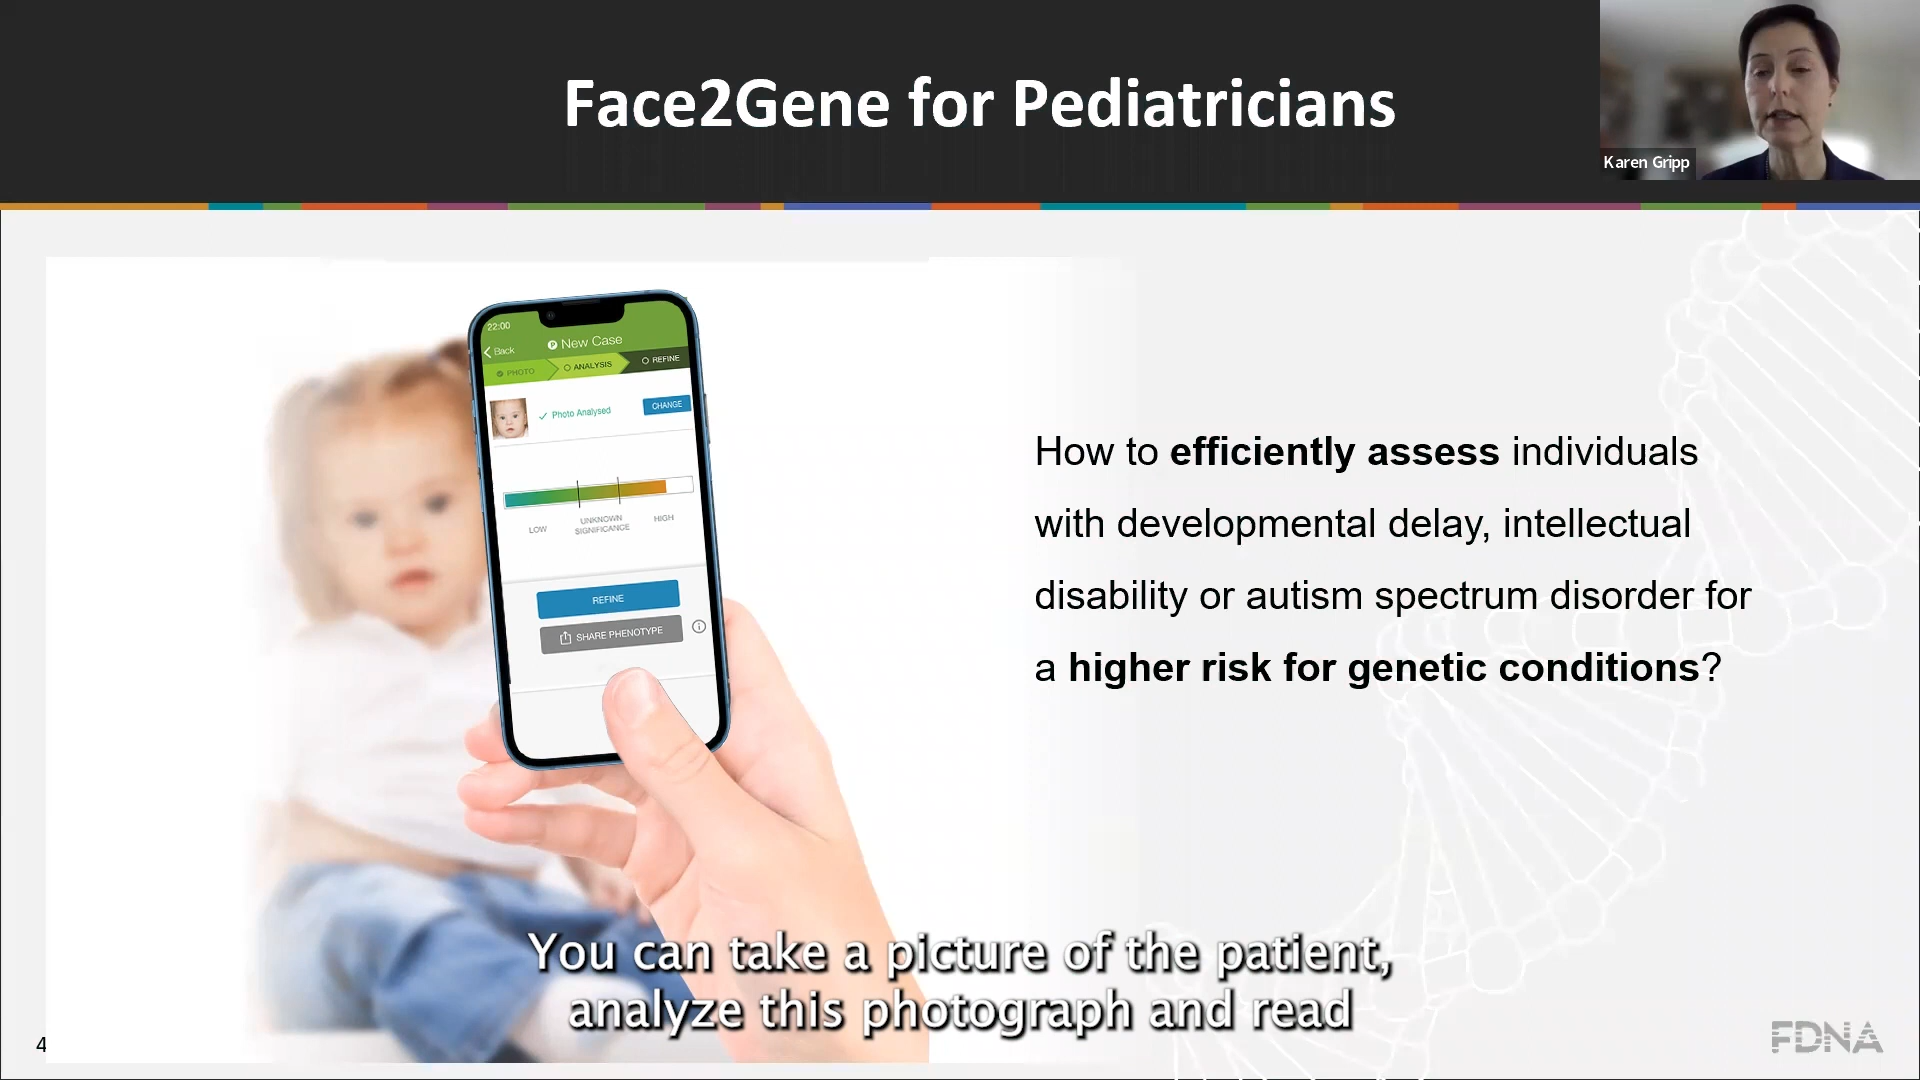 Face2Gene for Pediatricians
Karen Gripp
22:00
Back
New Case
PHOTO
ANALYSIS
REFINE
Photo Analysed
CHANGE
LOW
UNKNOWN
SIGNIFICANCE
HIGH
REFINE
SHARE PHENOTYPE
How to efficiently assess individuals
with developmental delay, intellectual
disability or autism spectrum disorder for
a higher risk for genetic conditions?
You can take a picture of the patient,
analyze this photograph and read
4
FDNA